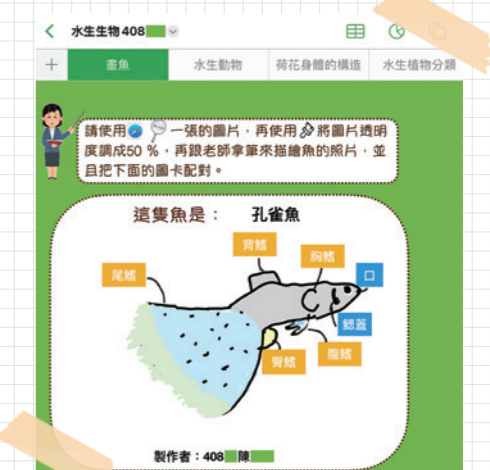 水生生物 408
畫魚 水生動物 荷花身體的構造 水生植物分類
請使用 一張的圖片，再使用 將圖片透明
度調成50 %，再跟老師拿筆來描繪魚的照片，並
且把下面的圖卡配對。
這隻魚是： 孔雀魚
背鰭
胸鰭
尾鰭
口
鰓蓋
臀鰭
腹鰭
製作者：408 陳